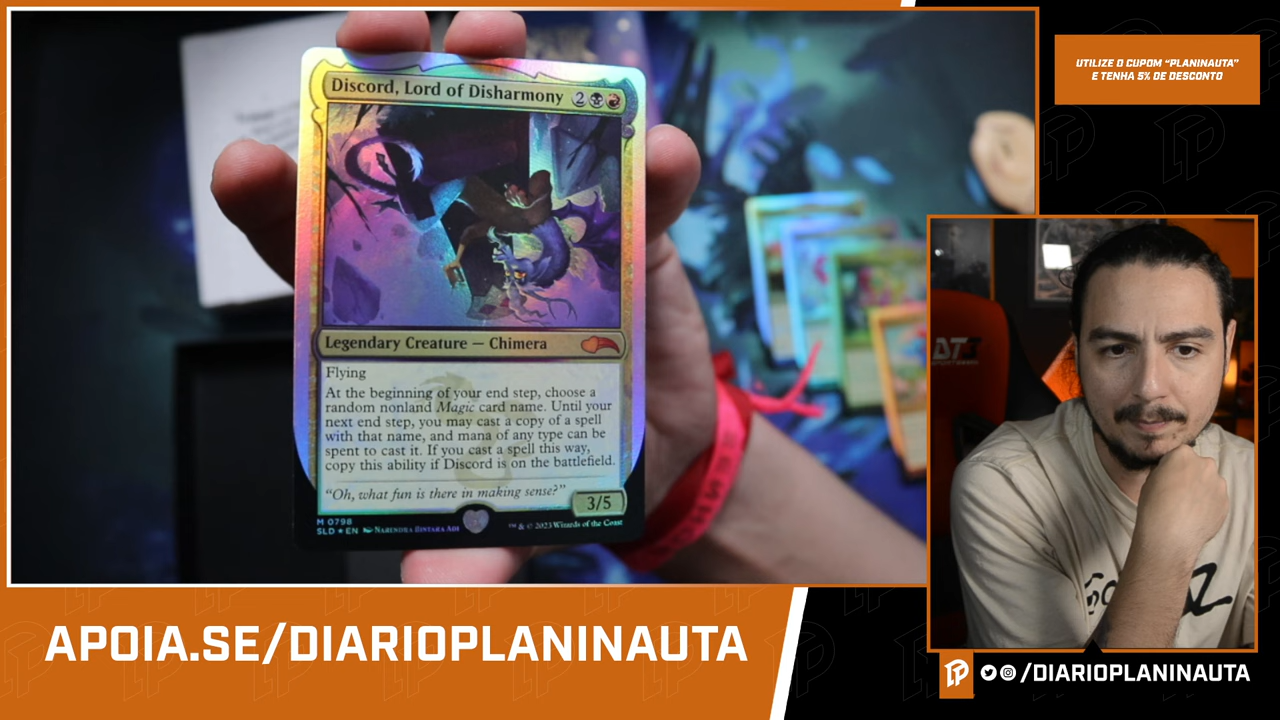 Discord, Lord of Disharmony 2
Legendary Creature — Chimera
Flying
At the beginning of your end step, choose a
random nonland Magic card name. Until your
next end step, you may cast a copy of a spell
with that name, and mana of any type can be
spent to cast it. If you cast a spell this way,
copy this ability if Discord is on the battlefield.
“Oh, what fun is there in making sense?”
3/5
M 0798
SLD ★ EN NARENDRA BINTARA ADI
™ & © 2023 Wizards of the Coast
UTILIZE O CUPOM “PLANINAUTA”
E TENHA 5% DE DESCONTO
APOIA.SE/DIARIOPLANINAUTA
/DIARIOPLANINAUTA